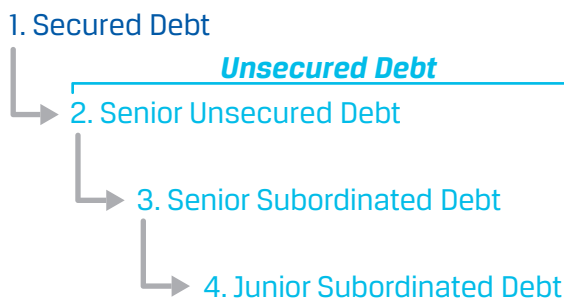 1. Secured Debt
Unsecured Debt
2. Senior Unsecured Debt
3. Senior Subordinated Debt
4. Junior Subordinated Debt